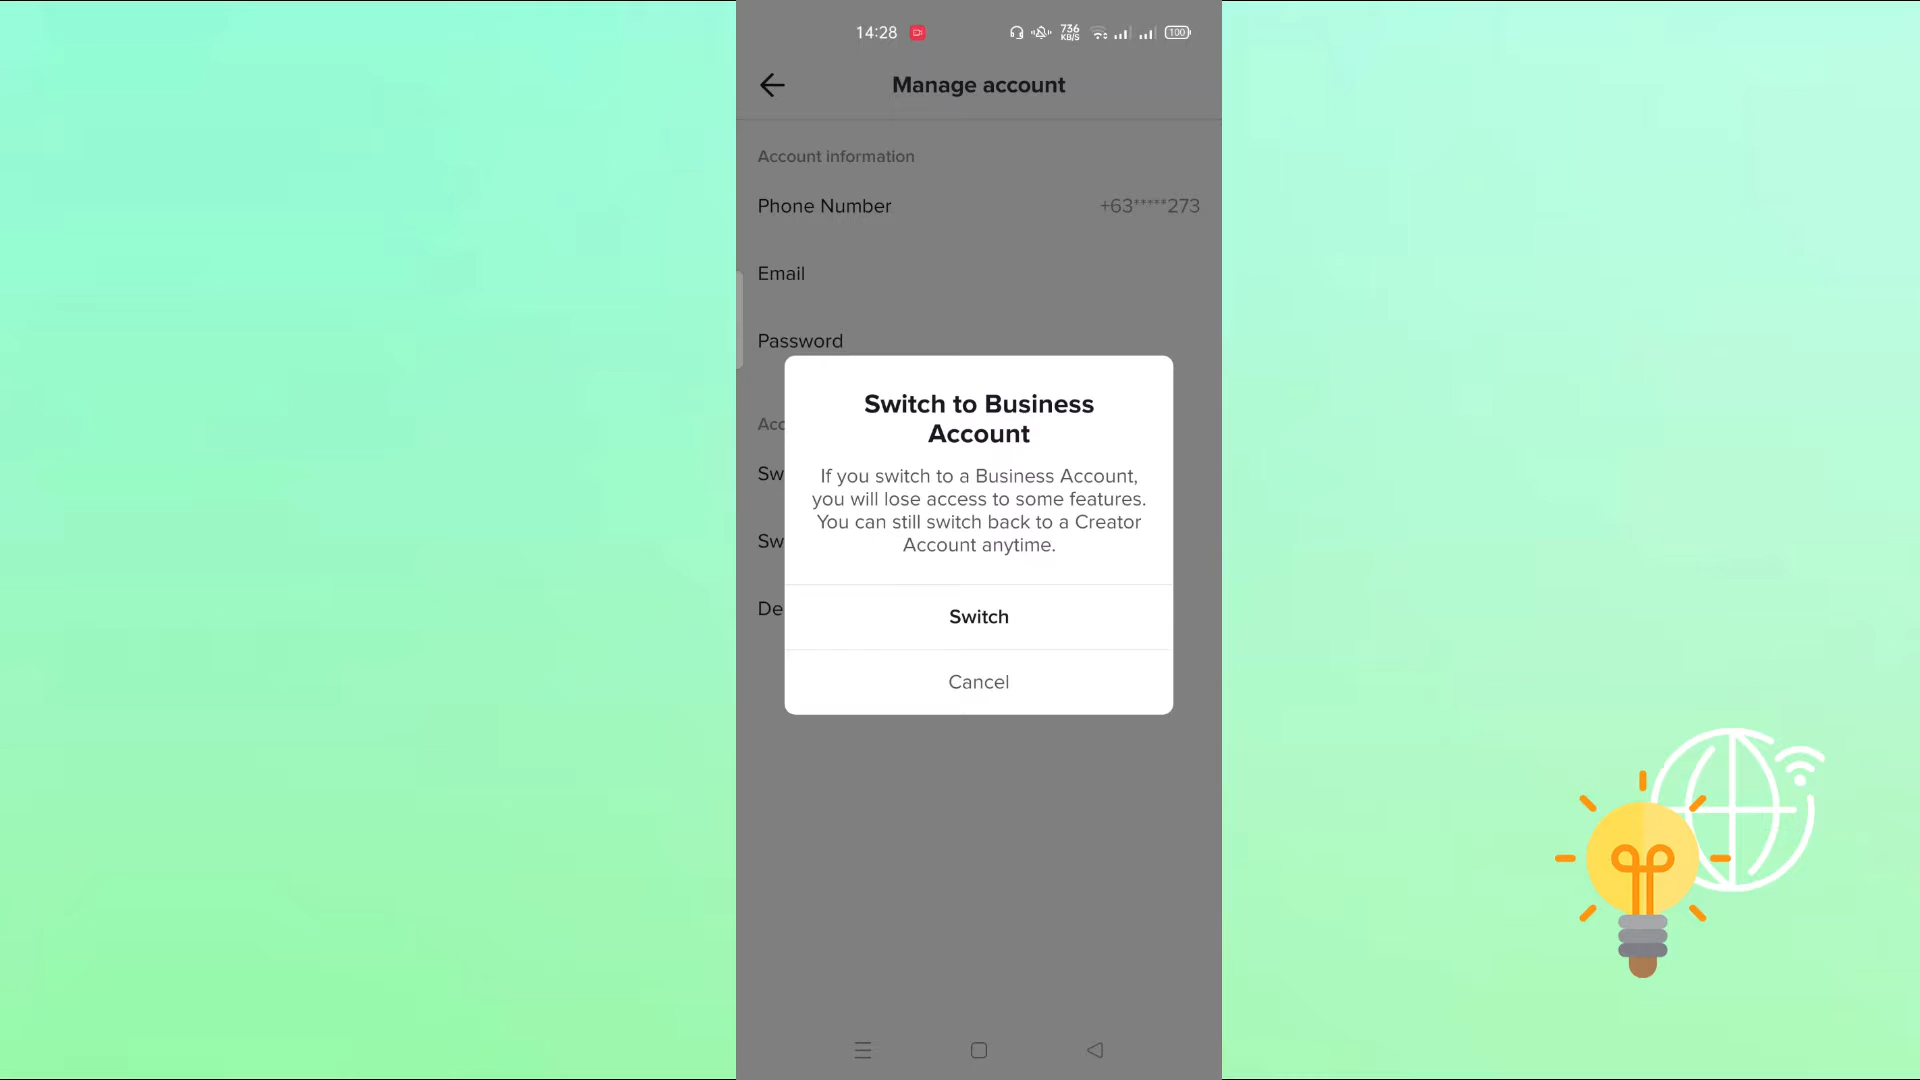 14:28
736
KB/S
100
Manage account
Account information
Phone Number +63*****273
Email
Password
Acc
Switch to Business
Account
If you switch to a Business Account,
you will lose access to some features.
You can still switch back to a Creator
Account anytime.
Sw
Sw
De
Switch
Cancel